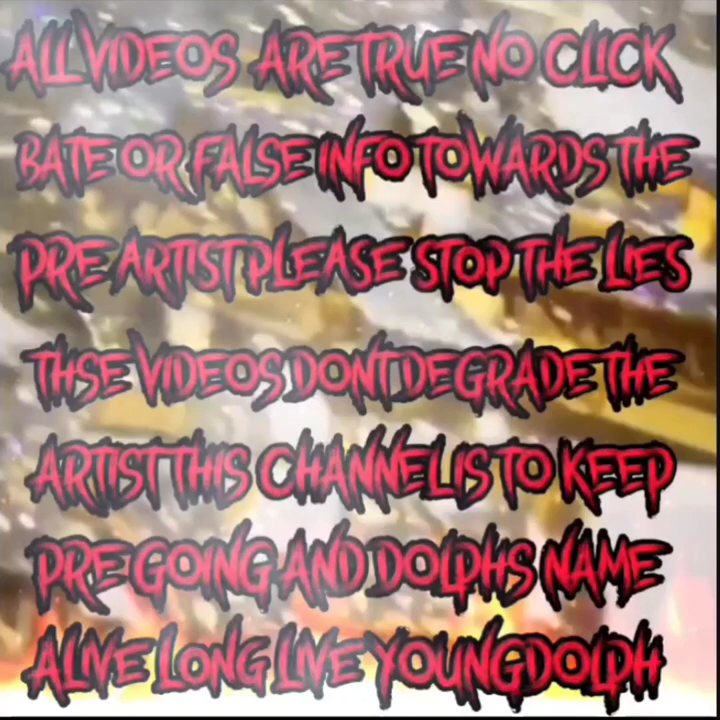 ALL VIDEOS ARE TRUE NO CLICK
BATE OR FALSE INFO TOWARDS THE
PRE ARTIST PLEASE STOP THE LIES
THSE VIDEOS DONT DEGRADE THE
ARTIST THIS CHANNEL IS TO KEEP
PRE GOING AND DOLPHS NAME
ALIVE LONG LIVE YOUNGDOLPH